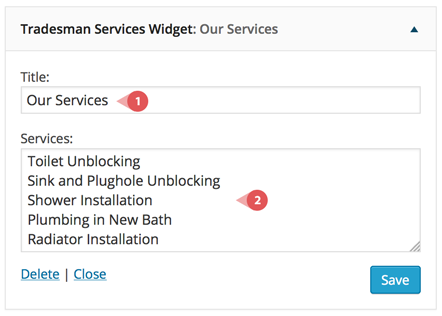 Tradesman Services Widget: Our Services
Title:
Our Services
1
Services:
Toilet Unblocking
Sink and Plughole Unblocking
Shower Installation
2
Plumbing in New Bath
Radiator Installation
Delete | Close
Save